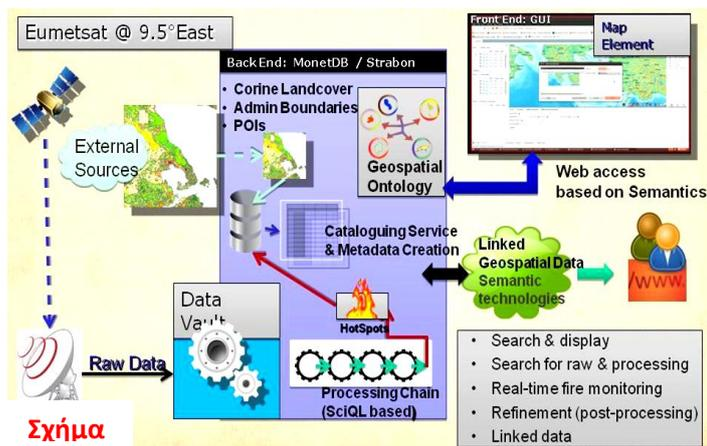 Eumetsat @ 9.5°East
Front End: GUI
Map
Element
BackEnd: MonetDB / Strabon
• Corine Landcover
• Admin Boundaries
• POIs
External
Sources
Geospatial
Ontology
Web access
based on Semantics
Cataloguing Service
& Metadata Creation
Linked
Geospatial Data
Semantic
technologies
/www.
Data
Vault
HotSpots
Raw Data
Processing Chain
(SciQL based)
• Search & display
• Search for raw & processing
• Real-time fire monitoring
• Refinement (post-processing)
• Linked data
Σχήμα